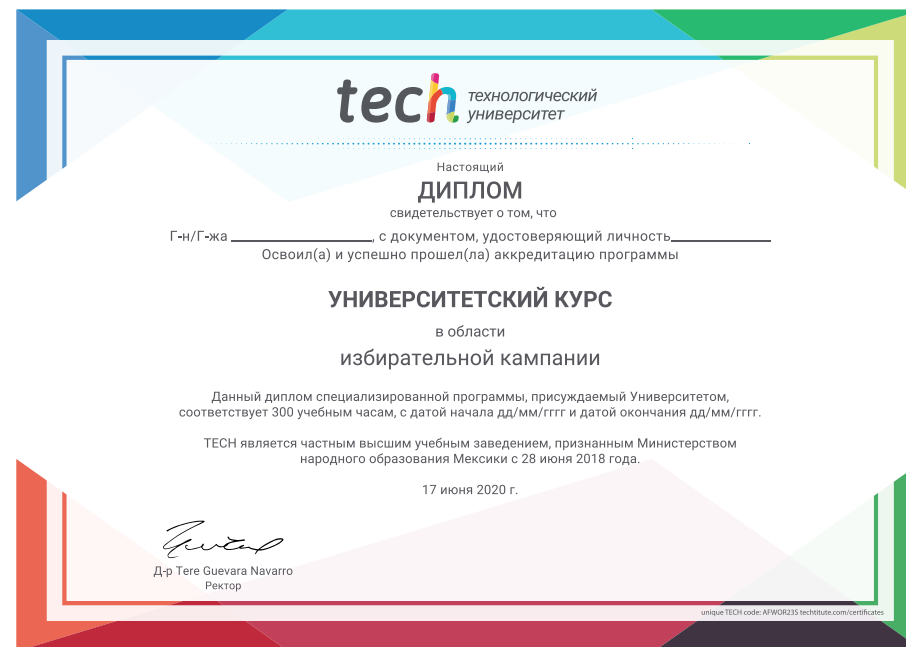 tech технологический
университет
Настоящий
ДИПЛОМ
свидетельствует о том, что
Г-н/Г-жа ____________, с документом, удостоверяющий личность____________
Освоил(а) и успешно прошел(ла) аккредитацию программы
УНИВЕРСИТЕТСКИЙ КУРС
в области
избирательной кампании
Данный диплом специализированной программы, присуждаемый Университетом,
соответствует 300 учебным часам, с датой начала дд/мм/гггг и датой окончания дд/мм/гггг.
TECH является частным высшим учебным заведением, признанным Министерством
народного образования Мексики с 28 июня 2018 года.
17 июня 2020 г.
Д-р Tere Guevara Navarro
Ректор
unique TECH code: AFWOR23S techtitute.com/certificates